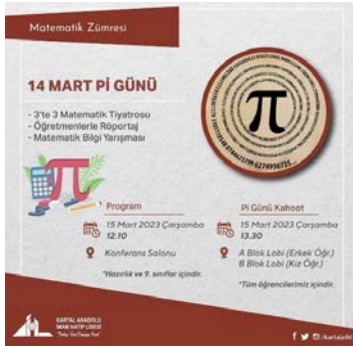 Matematik Zümresi
14 MART Pİ GÜNÜ
- 3'te 3 Matematik Tiyatrosu
- Öğretmenlerle Röportaj
- Matematik Bilgi Yarışması
π
Program
15 Mart 2023 Çarşamba
12.10
Konferans Salonu
*Hazırlık ve 9. sınıflar içindir.
Pi Günü Kahoot
15 Mart 2023 Çarşamba
13.30
A Blok Lobi (Erkek Öğr.)
B Blok Lobi (Kız Öğr.)
*Tüm öğrencilerimiz içindir.
KARTAL ANADOLU
İMAM HATİP LİSESİ
/kartalaihl